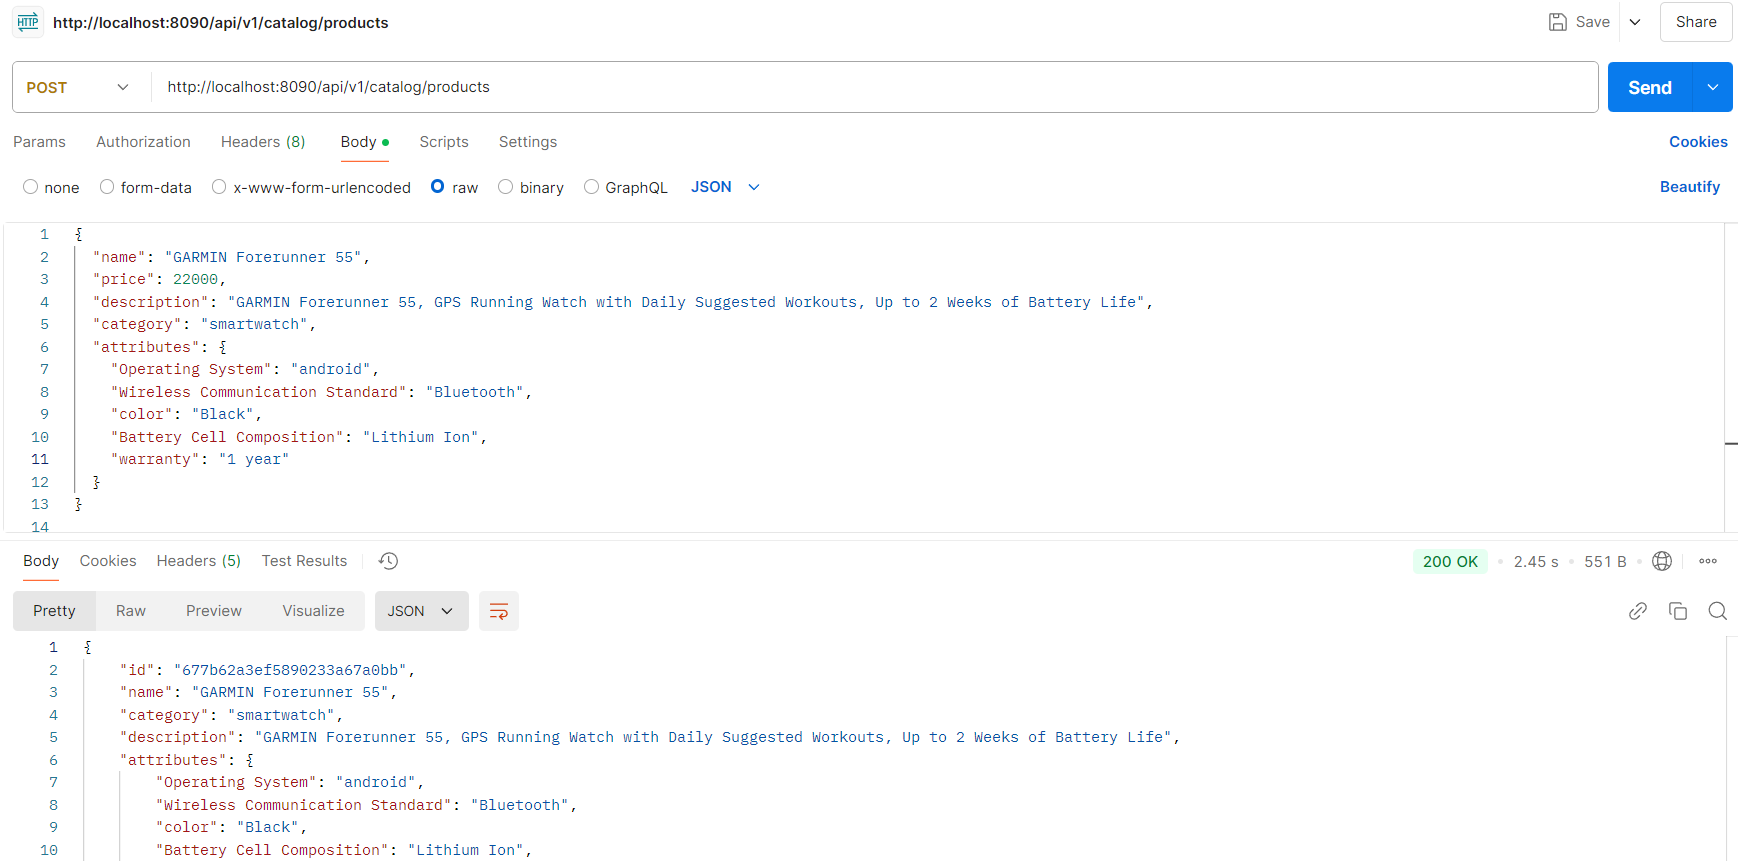 HTTP http://localhost:8090/api/v1/catalog/products Save Share
POST http://localhost:8090/api/v1/catalog/products Send
Params Authorization Headers (8) Body Scripts Settings Cookies
none form-data x-www-form-urlencoded raw binary GraphQL JSON Beautify
1 {
2 "name": "GARMIN Forerunner 55",
3 "price": 22000,
4 "description": "GARMIN Forerunner 55, GPS Running Watch with Daily Suggested Workouts, Up to 2 Weeks of Battery Life",
5 "category": "smartwatch",
6 "attributes": {
7 "Operating System": "android",
8 "Wireless Communication Standard": "Bluetooth",
9 "color": "Black",
10 "Battery Cell Composition": "Lithium Ion",
11 "warranty": "1 year"
12 }
13 }
14
Body Cookies Headers (5) Test Results 200 OK 2.45 s 551 B
Pretty Raw Preview Visualize JSON
1 {
2 "id": "677b62a3ef5890233a67a0bb",
3 "name": "GARMIN Forerunner 55",
4 "category": "smartwatch",
5 "description": "GARMIN Forerunner 55, GPS Running Watch with Daily Suggested Workouts, Up to 2 Weeks of Battery Life",
6 "attributes": {
7 "Operating System": "android",
8 "Wireless Communication Standard": "Bluetooth",
9 "color": "Black",
10 "Battery Cell Composition": "Lithium Ion",